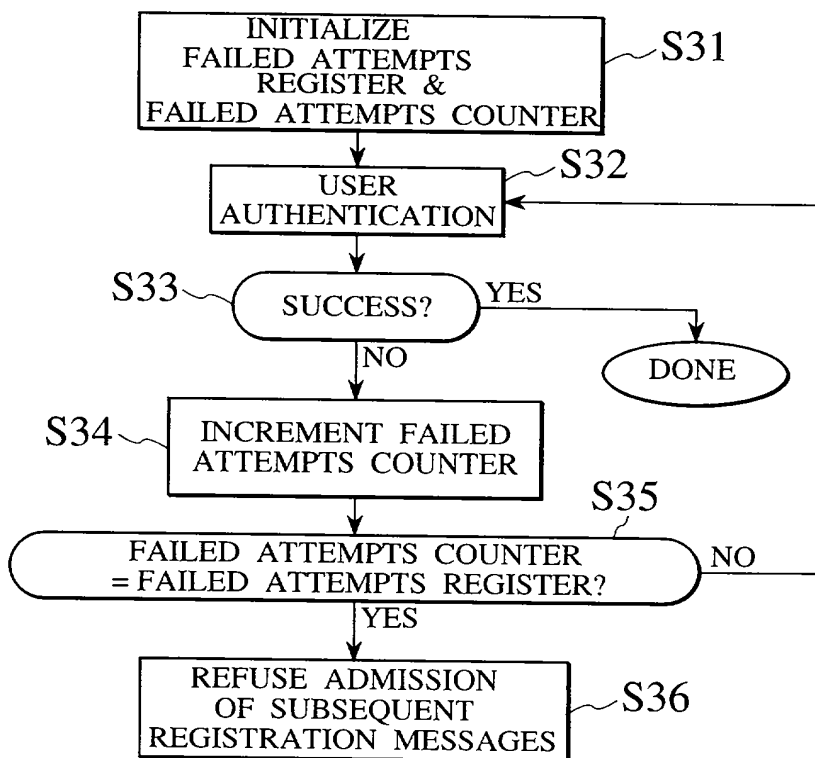 INITIALIZE
FAILED ATTEMPTS
REGISTER &
FAILED ATTEMPTS COUNTER
S31
USER
AUTHENTICATION
S32
S33
SUCCESS?
YES
NO
DONE
S34
INCREMENT FAILED
ATTEMPTS COUNTER
S35
FAILED ATTEMPTS COUNTER
= FAILED ATTEMPTS REGISTER?
NO
YES
REFUSE ADMISSION
OF SUBSEQUENT
REGISTRATION MESSAGES
S36